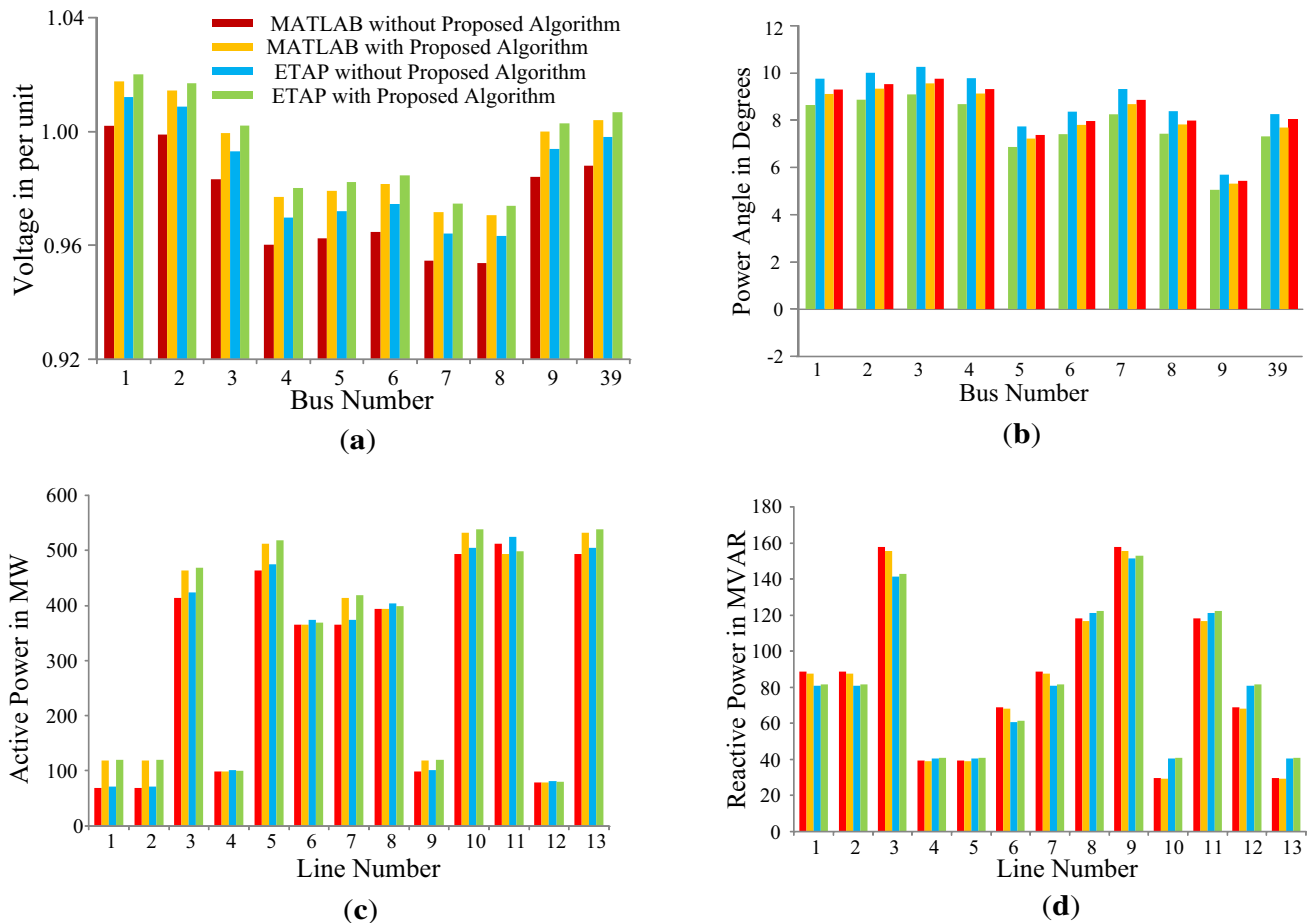 1.04
1.00
0.96
0.92
Voltage in per unit
MATLAB without Proposed Algorithm
MATLAB with Proposed Algorithm
ETAP without Proposed Algorithm
ETAP with Proposed Algorithm
1 2 3 4 5 6 7 8 9 39
Bus Number
(a)
12
10
8
6
4
2
0
-2
Power Angle in Degrees
1 2 3 4 5 6 7 8 9 39
Bus Number
(b)
600
500
400
300
200
100
0
Active Power in MW
1 2 3 4 5 6 7 8 9 10 11 12 13
Line Number
(c)
180
160
140
120
100
80
60
40
20
0
Reactive Power in MVAR
1 2 3 4 5 6 7 8 9 10 11 12 13
Line Number
(d)